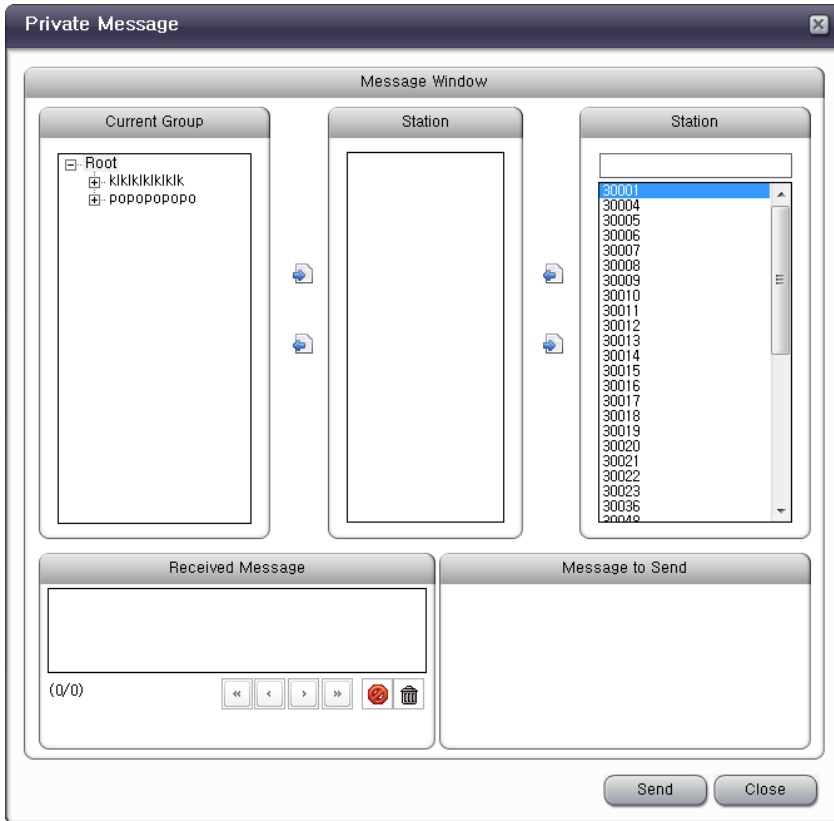 Private Message
Message Window
Current Group
Root
klklklklklklk
popopopopo
Station
Station
30001
30004
30005
30006
30007
30008
30009
30010
30011
30012
30013
30014
30015
30016
30017
30018
30019
30020
30021
30022
30023
30036
30048
Received Message
(0/0)
« ‹ › »
Message to Send
Send Close